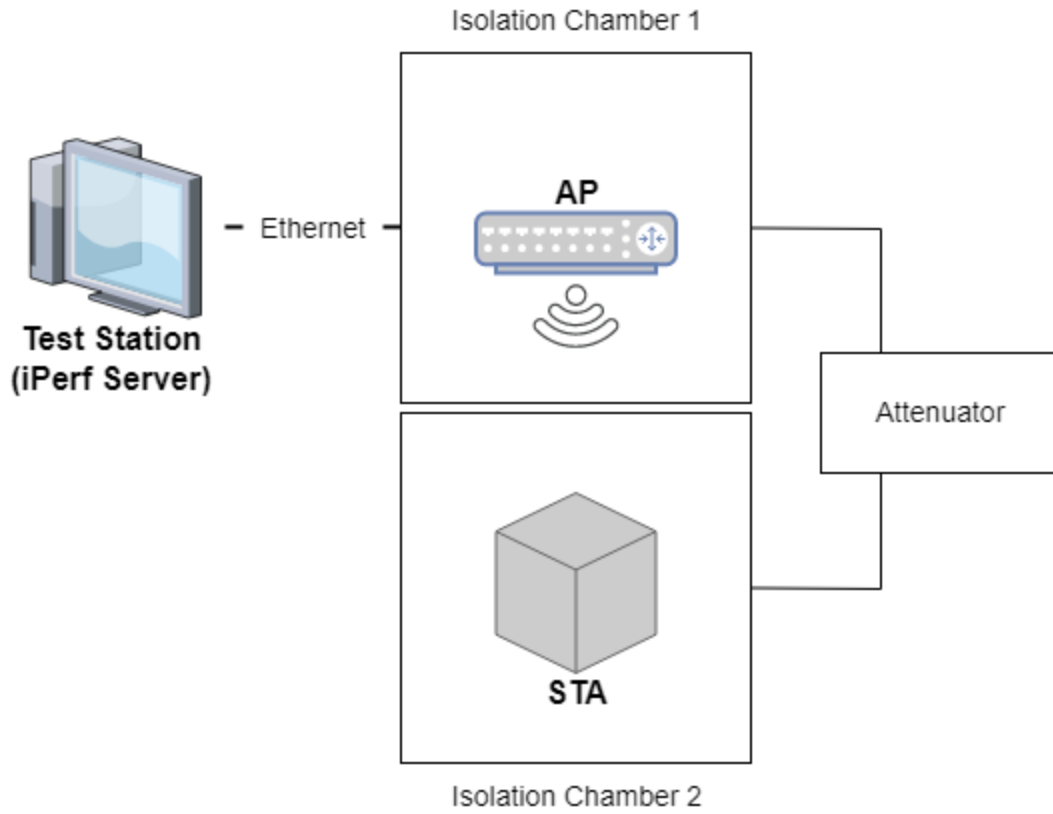 Isolation Chamber 1
AP
Ethernet
Test Station
(iPerf Server)
Attenuator
STA
Isolation Chamber 2